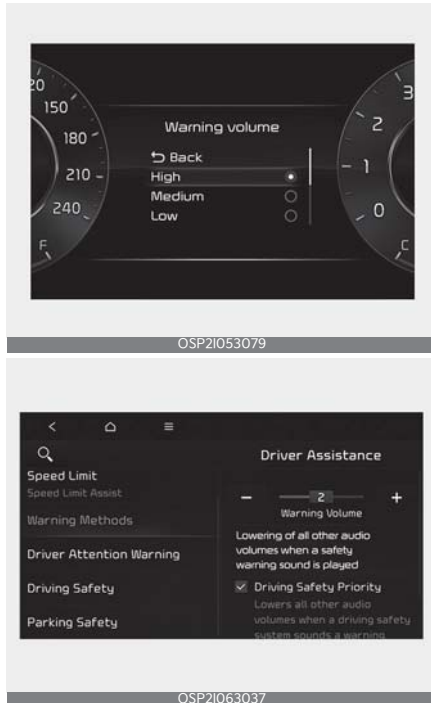 20
150
180
210
240
F
Warning volume
Back
High
Medium
Low
3
2
1
0
C
OSP2I053079
Speed Limit
Speed Limit Assist
Warning Methods
Driver Attention Warning
Driving Safety
Parking Safety
Driver Assistance
− 2 +
Warning Volume
Lowering of all other audio
volumes when a safety
warning sound is played
Driving Safety Priority
Lowers all other audio
volumes when a driving safety
system sounds a warning.
OSP2I063037